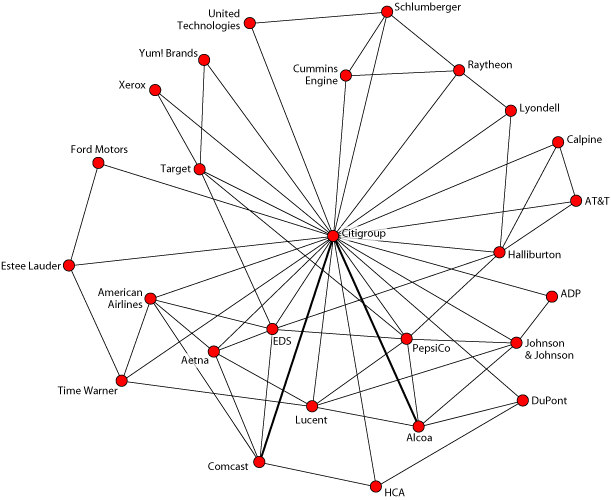 Schlumberger
United
Technologies
Yum! Brands
Cummins
Engine
Raytheon
Xerox
Lyondell
Calpine
Ford Motors
Target
AT&T
Citigroup
Halliburton
Estee Lauder
American
Airlines
ADP
EDS
PepsiCo
Johnson
& Johnson
Aetna
Time Warner
DuPont
Lucent
Alcoa
Comcast
HCA